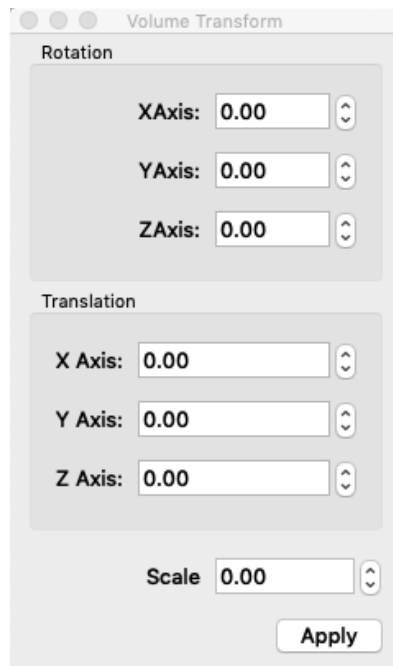 Volume Transform
Rotation
XAxis: 0.00
YAxis: 0.00
ZAxis: 0.00
Translation
X Axis: 0.00
Y Axis: 0.00
Z Axis: 0.00
Scale 0.00
Apply